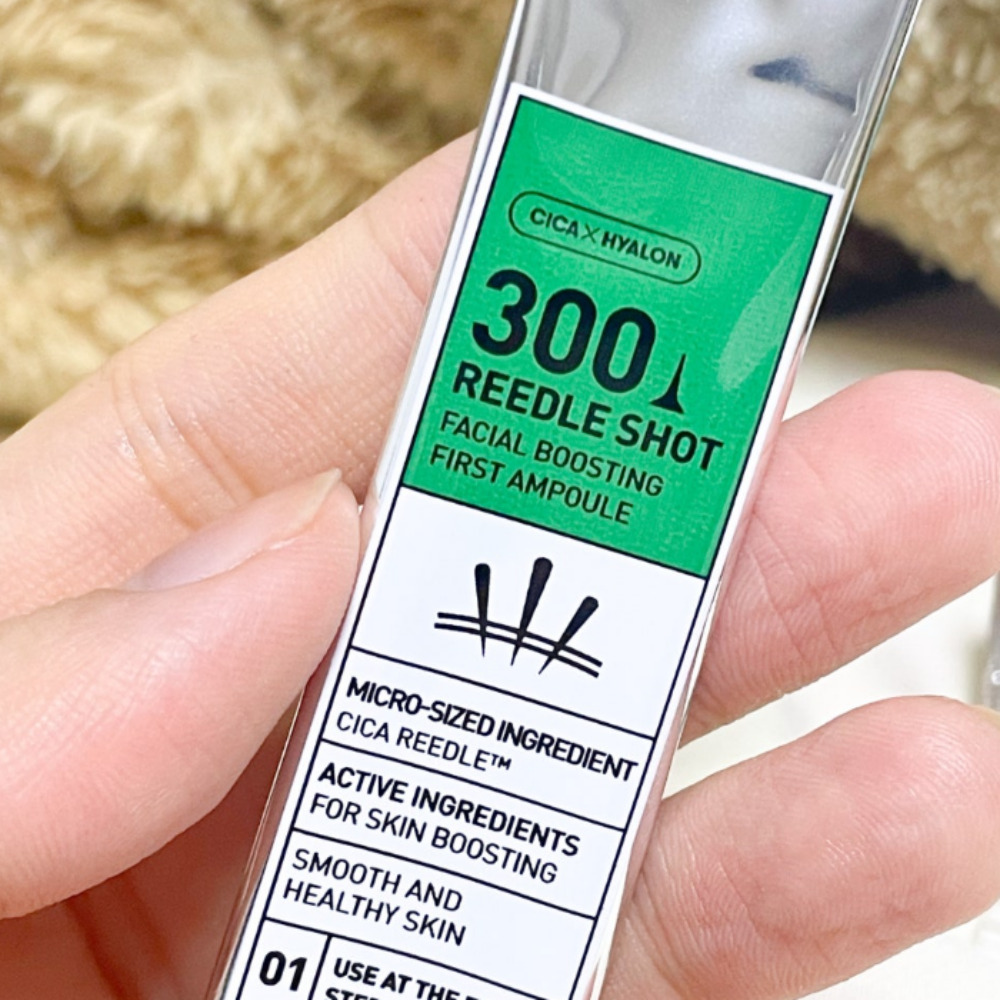 CICA×HYALON
300
REEDLE SHOT
FACIAL BOOSTING
FIRST AMPOULE
MICRO-SIZED INGREDIENT
CICA REEDLE™
ACTIVE INGREDIENTS
FOR SKIN BOOSTING
SMOOTH AND
HEALTHY SKIN
01
USE AT THE